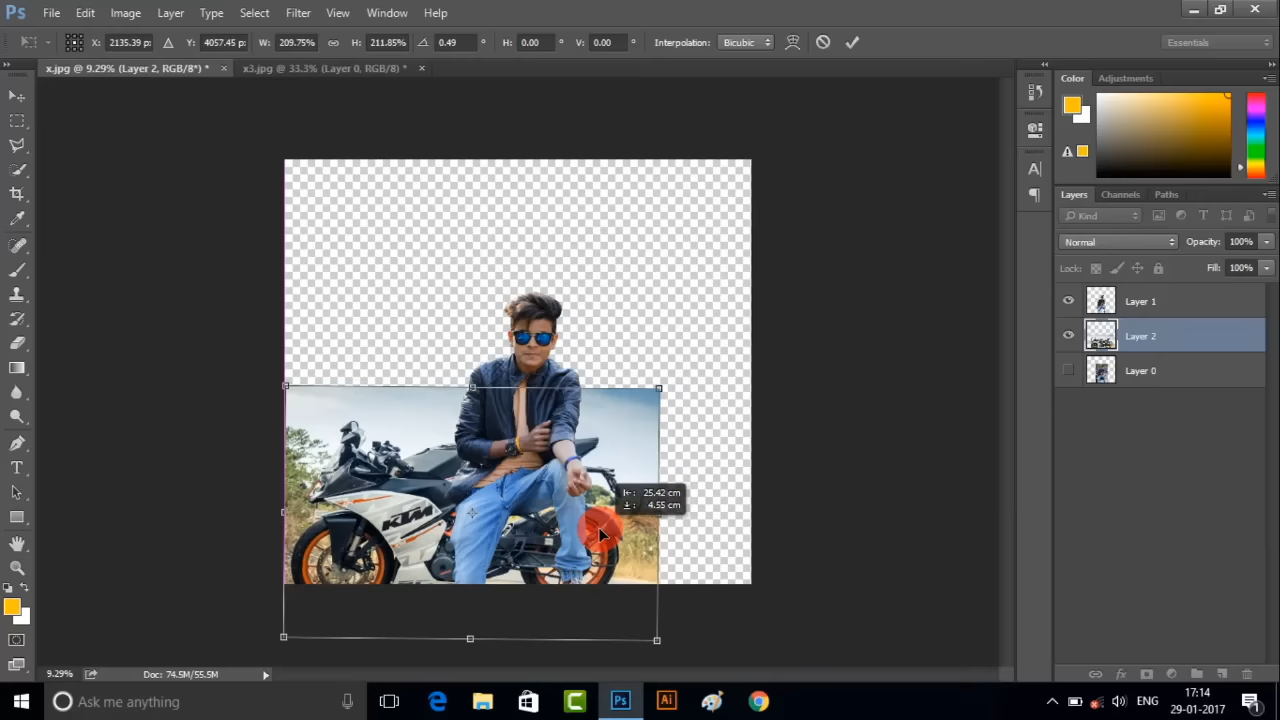 Ps File Edit Image Layer Type Select Filter View Window Help
X: 2135.39 px Y: 4057.45 px W: 209.75% H: 211.85% 0.49 ° H: 0.00 ° V: 0.00 ° Interpolation: Bicubic Essentials
x.jpg @ 9.29% (Layer 2, RGB/8*) * × x3.jpg @ 33.3% (Layer 0, RGB/8) * ×
Color Adjustments
Layers Channels Paths
Kind
Normal Opacity: 100%
Lock: Fill: 100%
Layer 1
Layer 2
Layer 0
KTM
25.42 cm
4.55 cm
9.29% Doc: 74.5M/55.5M
Ask me anything
Ps Ai
ENG 17:14
29-01-2017